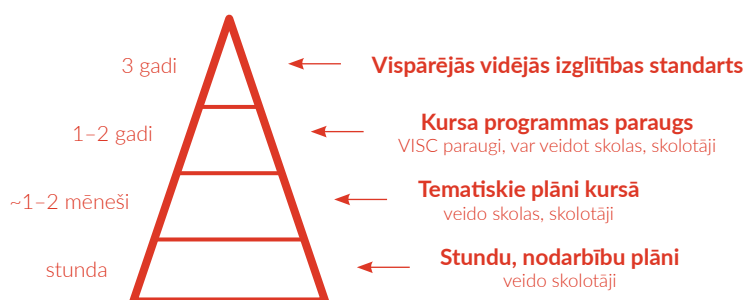 3 gadi
Vispārējās vidējās izglītības standarts
1–2 gadi
Kursa programmas paraugs
VISC paraugi, var veidot skolas, skolotāji
~1–2 mēneši
Tematiskie plāni kursā
veido skolas, skolotāji
stunda
Stundu, nodarbību plāni
veido skolotāji